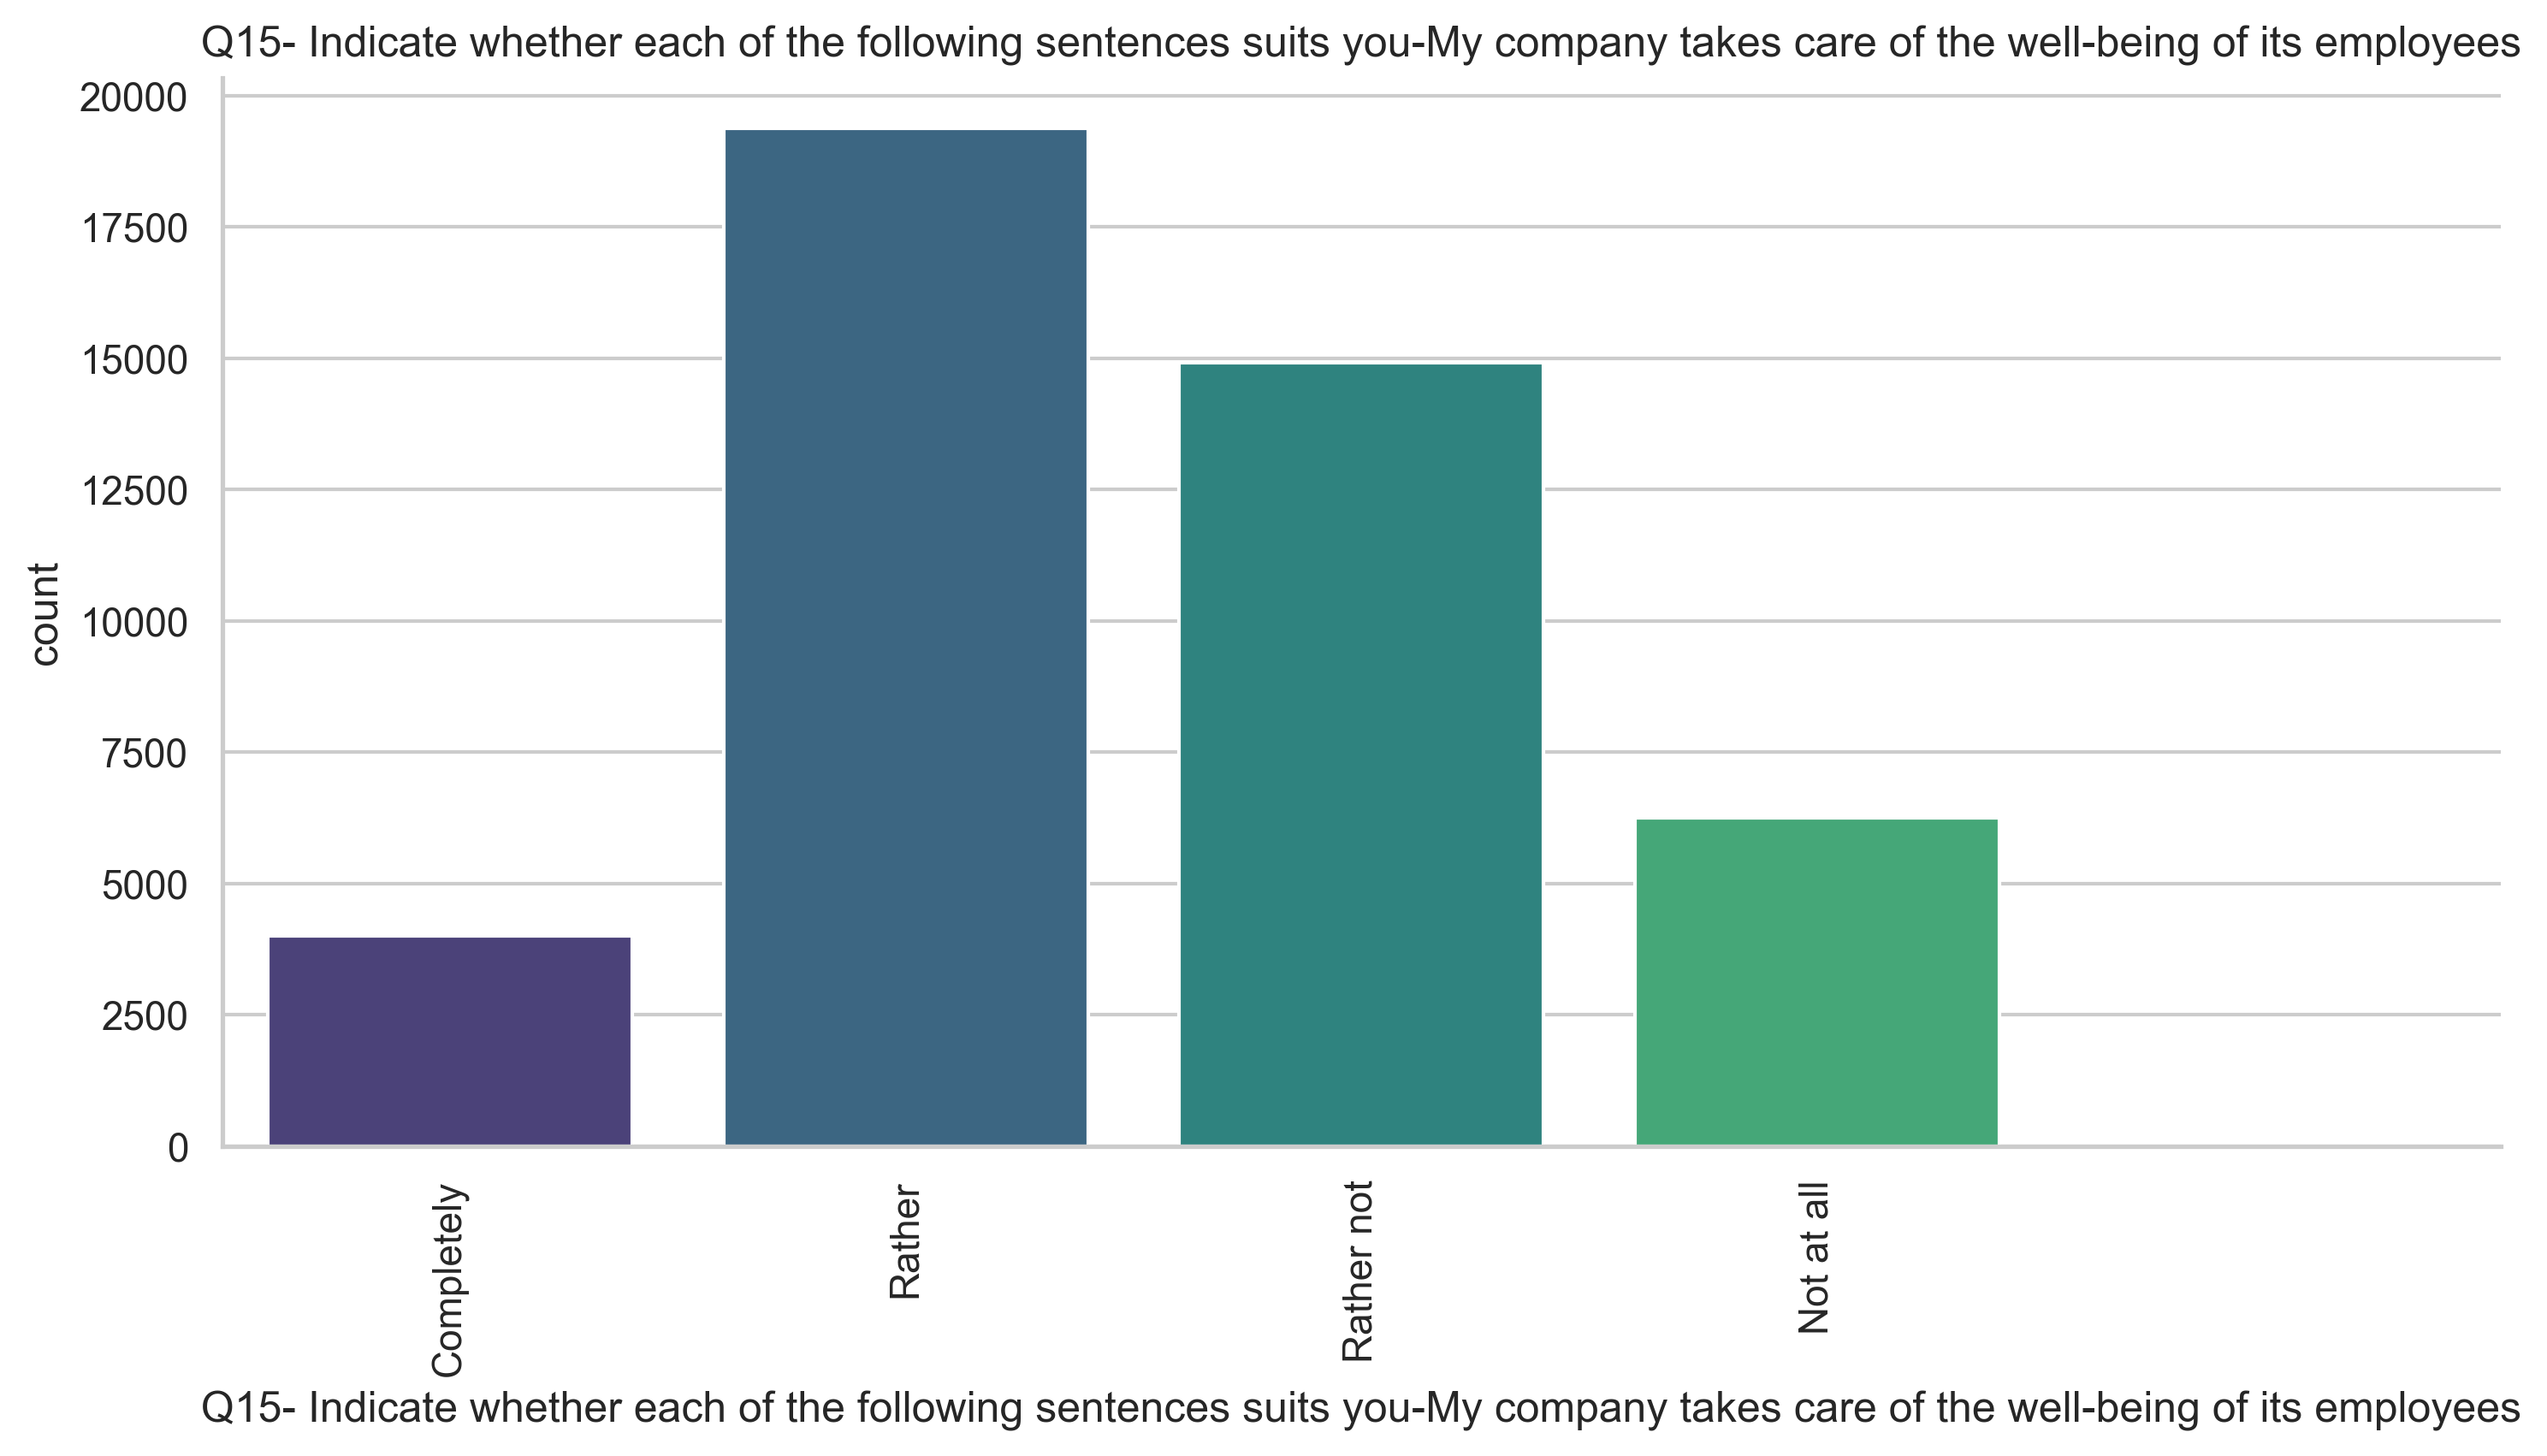 Q15- Indicate whether each of the following sentences suits you-My company takes care of the well-being of its employees
20000
17500
15000
12500
10000
7500
5000
2500
0
count
Completely
Rather
Rather not
Not at all
Q15- Indicate whether each of the following sentences suits you-My company takes care of the well-being of its employees